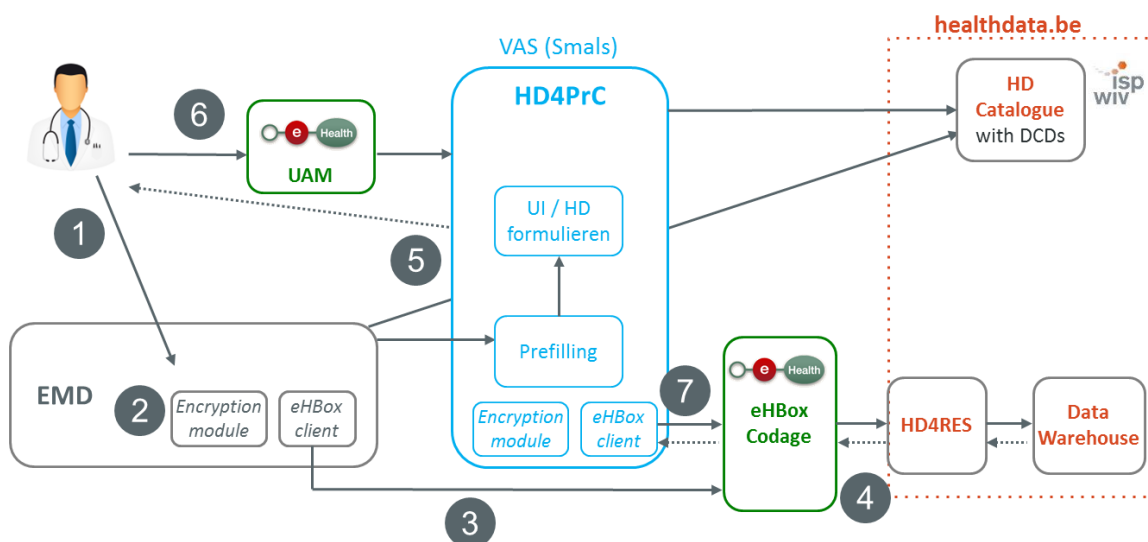 healthdata.be
VAS (Smals)
HD4PrC
HD
Catalogue
with DCDs
isp
wiv
6
e
Health
UAM
1
5
UI / HD
formulieren
Prefilling
EMD
2
Encryption
module
eHBox
client
Encryption
module
eHBox
client
7
e
Health
eHBox
Codage
HD4RES
Data
Warehouse
3
4